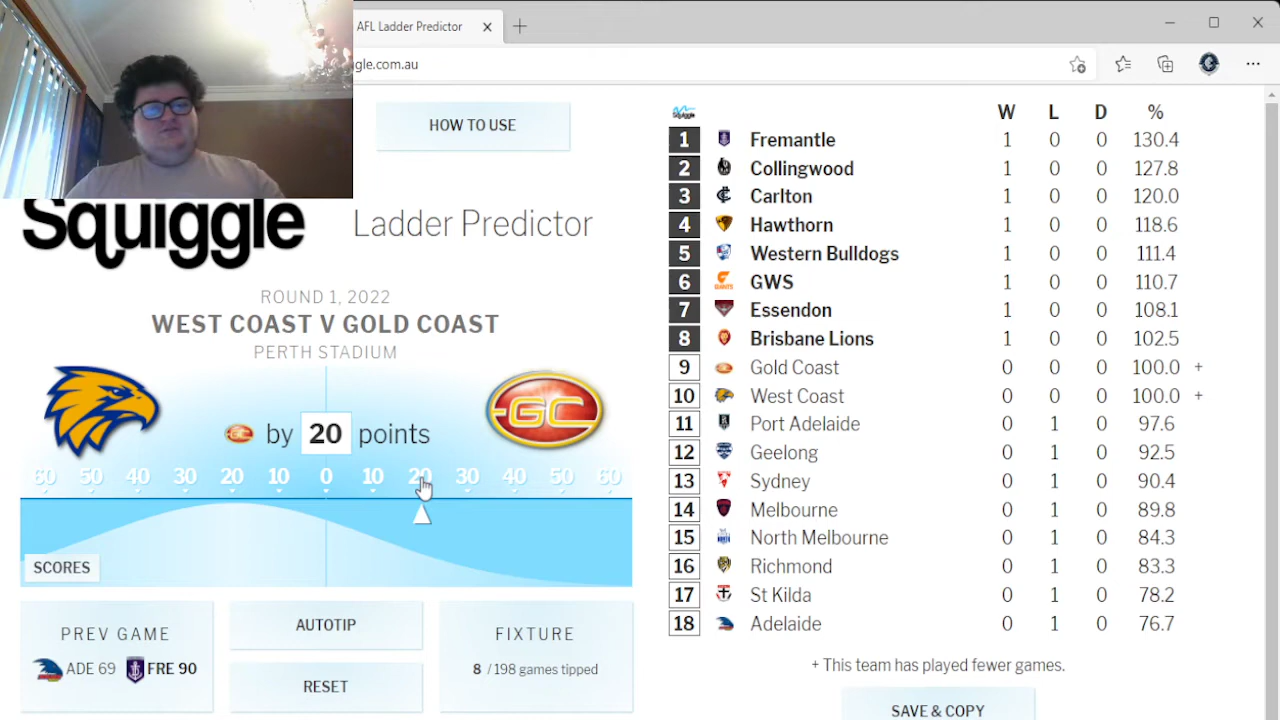 AFL Ladder Predictor
ggle.com.au
HOW TO USE
Squiggle Ladder Predictor
ROUND 1, 2022
WEST COAST V GOLD COAST
PERTH STADIUM
GC by 20 points
GC
60 50 40 30 20 10 0 10 20 30 40 50 60
SCORES
PREV GAME
ADE 69 FRE 90
AUTOTIP
RESET
FIXTURE
8 / 198 games tipped
Squiggle W L D %
1 Fremantle 1 0 0 130.4
2 Collingwood 1 0 0 127.8
3 Carlton 1 0 0 120.0
4 Hawthorn 1 0 0 118.6
5 Western Bulldogs 1 0 0 111.4
6 GWS 1 0 0 110.7
7 Essendon 1 0 0 108.1
8 Brisbane Lions 1 0 0 102.5
9 Gold Coast 0 0 0 100.0 +
10 West Coast 0 0 0 100.0 +
11 Port Adelaide 0 1 0 97.6
12 Geelong 0 1 0 92.5
13 Sydney 0 1 0 90.4
14 Melbourne 0 1 0 89.8
15 North Melbourne 0 1 0 84.3
16 Richmond 0 1 0 83.3
17 St Kilda 0 1 0 78.2
18 Adelaide 0 1 0 76.7
+ This team has played fewer games.
SAVE & COPY